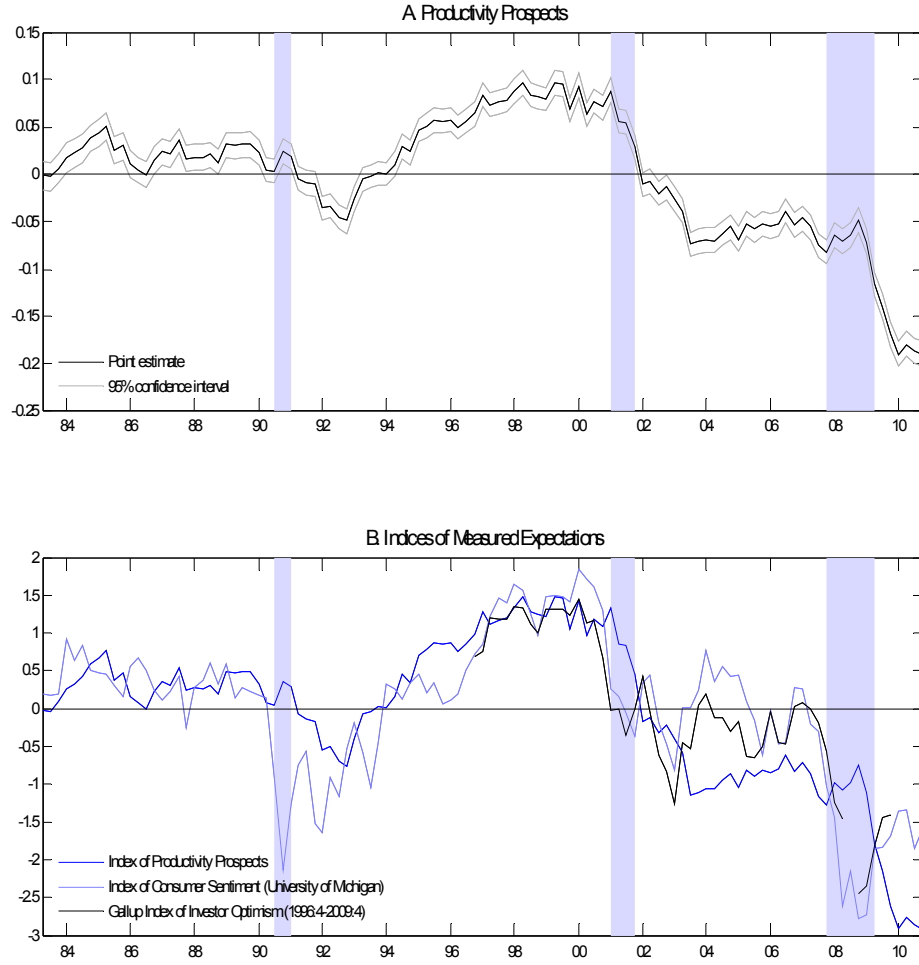 A. Productivity Prospects
0.15
0.1
0.05
0
-0.05
-0.1
-0.15
-0.2
-0.25
Point estimate
95% confidence interval
84 86 88 90 92 94 96 98 00 02 04 06 08 10
B. Indices of Measured Expectations
2
1.5
1
0.5
0
-0.5
-1
-1.5
-2
-2.5
-3
Index of Productivity Prospects
Index of Consumer Sentiment (University of Michigan)
Gallup Index of Investor Optimism (1996:4-2009:4)
84 86 88 90 92 94 96 98 00 02 04 06 08 10